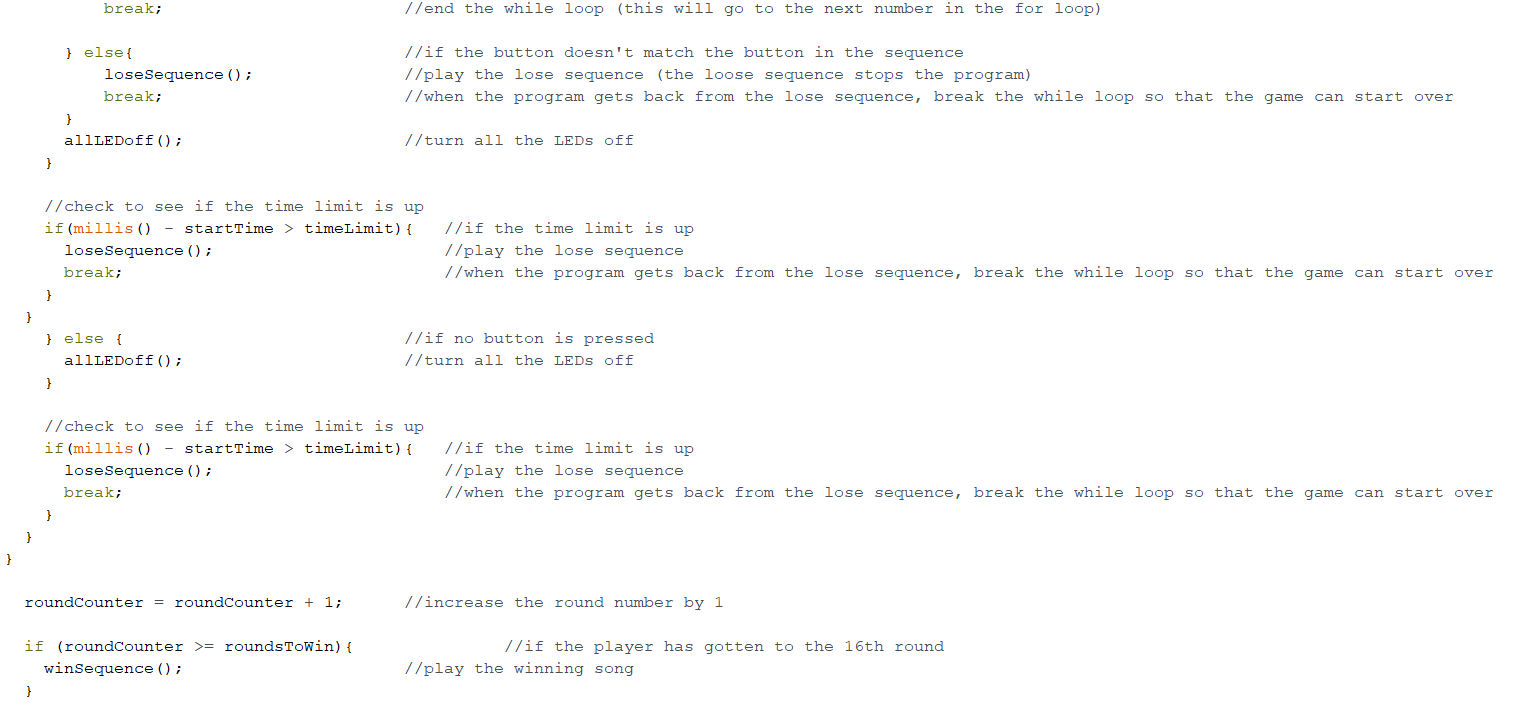 break; //end the while loop (this will go to the next number in the for loop)
} else{ //if the button doesn't match the button in the sequence
loseSequence(); //play the lose sequence (the loose sequence stops the program)
break; //when the program gets back from the lose sequence, break the while loop so that the game can start over
}
allLEDoff(); //turn all the LEDs off
}
//check to see if the time limit is up
if(millis() - startTime > timeLimit){ //if the time limit is up
loseSequence(); //play the lose sequence
break; //when the program gets back from the lose sequence, break the while loop so that the game can start over
}
}
} else { //if no button is pressed
allLEDoff(); //turn all the LEDs off
}
//check to see if the time limit is up
if(millis() - startTime > timeLimit){ //if the time limit is up
loseSequence(); //play the lose sequence
break; //when the program gets back from the lose sequence, break the while loop so that the game can start over
}
}
}
roundCounter = roundCounter + 1; //increase the round number by 1
if (roundCounter >= roundsToWin){ //if the player has gotten to the 16th round
winSequence(); //play the winning song
}